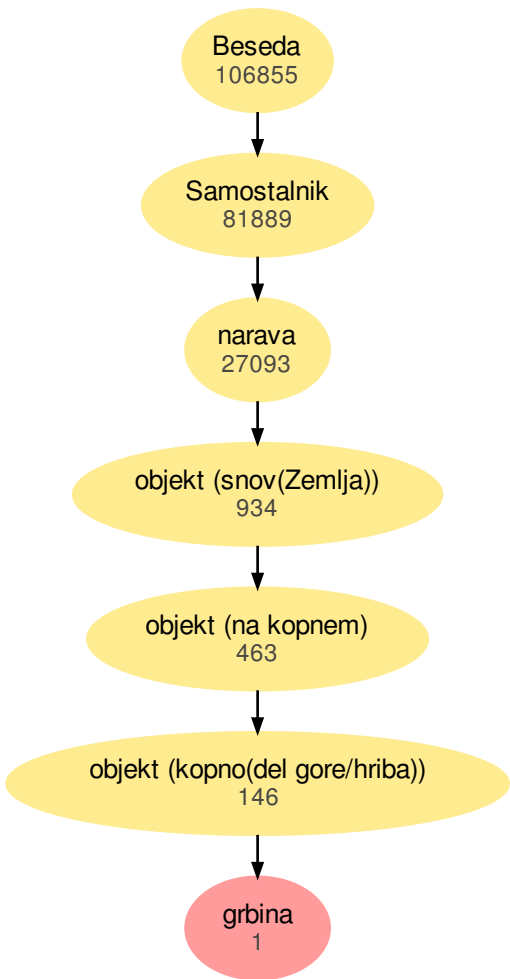 Beseda
106855
Samostalnik
81889
narava
27093
objekt (snov(Zemlja))
934
objekt (na kopnem)
463
objekt (kopno(del gore/hriba))
146
grbina
1